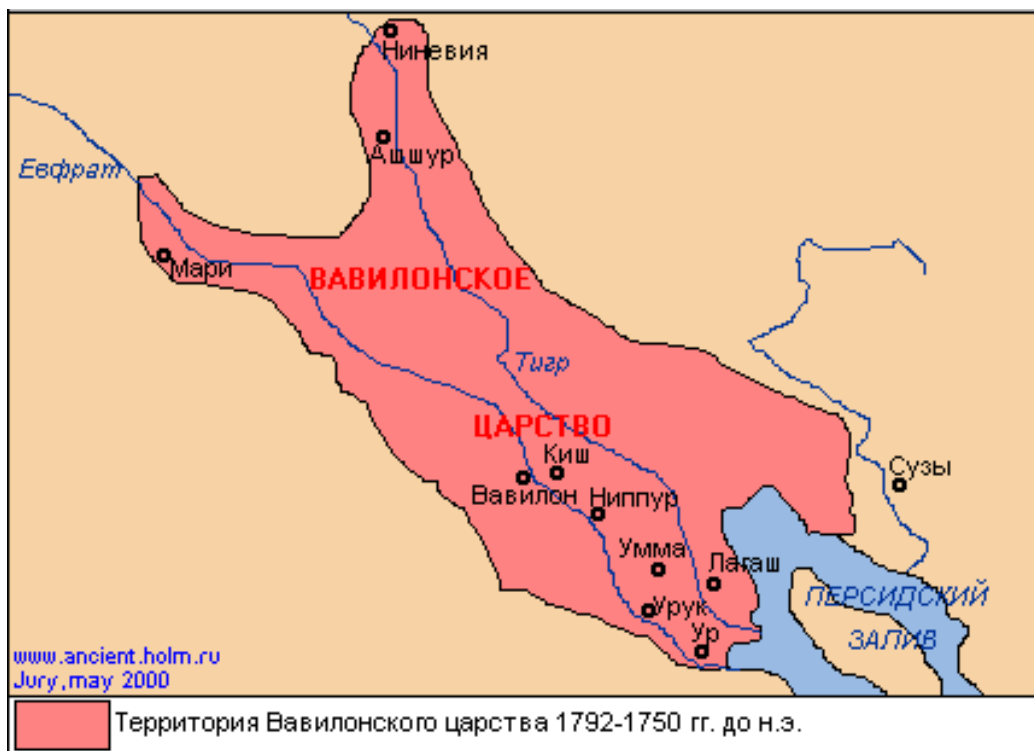 Ниневия
Ашшур
Евфрат
Мари
ВАВИЛОНСКОЕ
Тигр
ЦАРСТВО
Киш
Сузы
Вавилон
Ниппур
Умма
Лагаш
Урук
ПЕРСИДСКИЙ
Ур
ЗАЛИВ
www.ancient.holm.ru
Jury,may 2000
Территория Вавилонского царства 1792-1750 гг. до н.э.